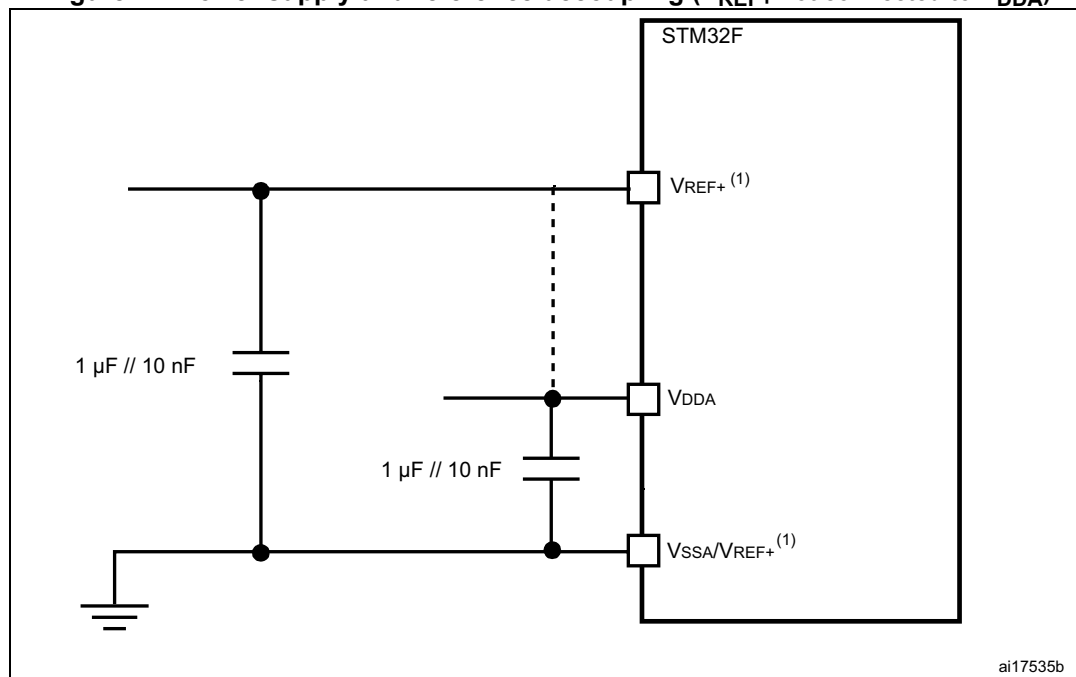 STM32F
VREF+ (1)
1 µF // 10 nF
VDDA
1 µF // 10 nF
VSSA/VREF+(1)
ai17535b